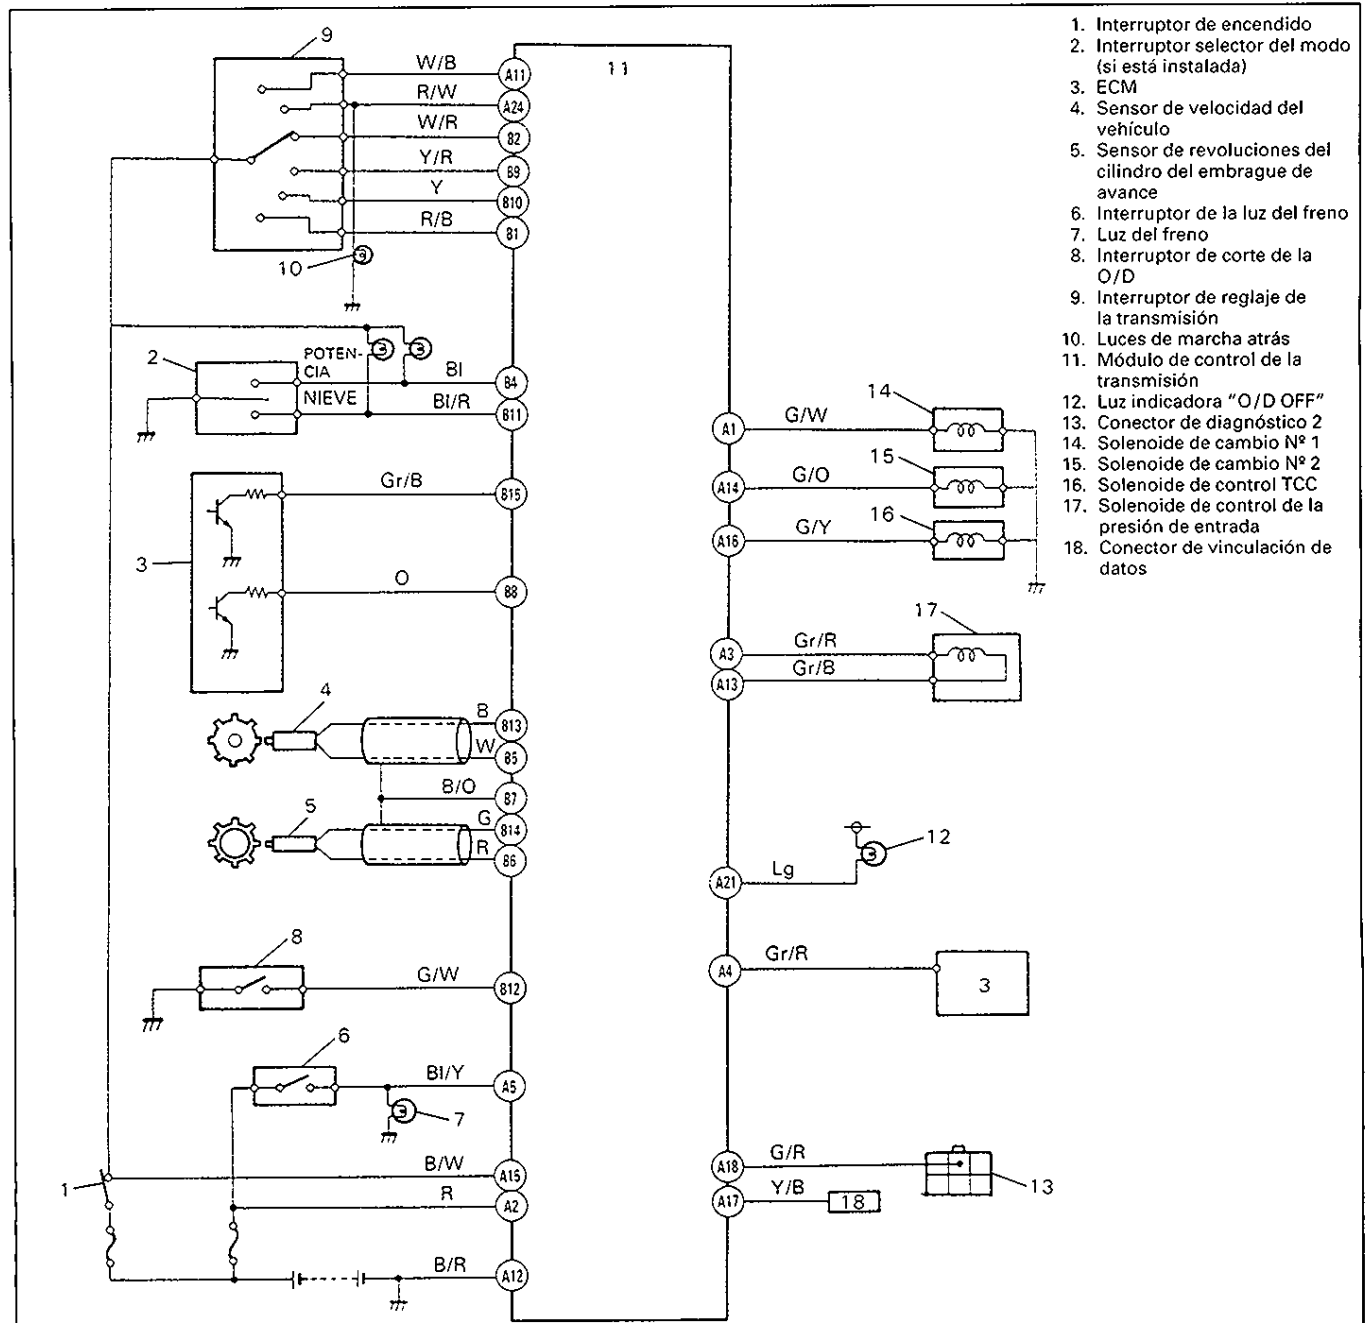 9
W/B
A11
11
R/W
A24
W/R
B2
Y/R
B9
Y
B10
R/B
B1
10
2
POTEN-
CIA
NIEVE
Bl
B4
Bl/R
B11
Gr/B
B15
3
O
B8
4
B
B13
W
B5
B/O
B7
5
G
B14
R
B6
8
G/W
B12
6
Bl/Y
A5
7
1
B/W
A15
R
A2
B/R
A12
A1
G/W
14
A14
G/O
15
A16
G/Y
16
17
A3
Gr/R
A13
Gr/B
12
A21
Lg
A4
Gr/R
3
A18
G/R
13
A17
Y/B
18
1. Interruptor de encendido
2. Interruptor selector del modo
(si está instalada)
3. ECM
4. Sensor de velocidad del
vehículo
5. Sensor de revoluciones del
cilindro del embrague de
avance
6. Interruptor de la luz del freno
7. Luz del freno
8. Interruptor de corte de la
O/D
9. Interruptor de reglaje de
la transmisión
10. Luces de marcha atrás
11. Módulo de control de la
transmisión
12. Luz indicadora "O/D OFF"
13. Conector de diagnóstico 2
14. Solenoide de cambio Nº 1
15. Solenoide de cambio Nº 2
16. Solenoide de control TCC
17. Solenoide de control de la
presión de entrada
18. Conector de vinculación de
datos